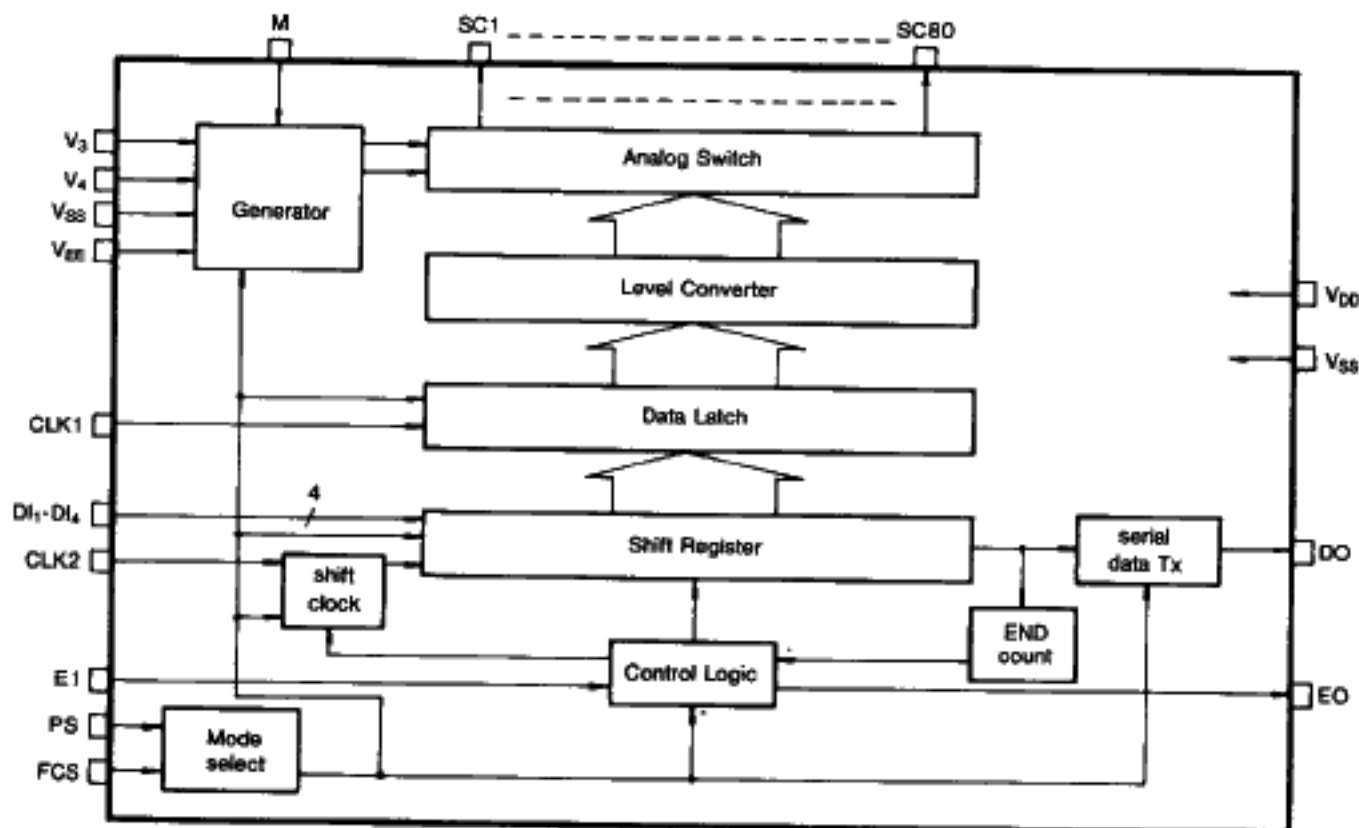 M
SC1
SC80
V3
Analog Switch
V4
Generator
VSS
VEE
Level Converter
VDD
VSS
Data Latch
CLK1
4
DI1-DI4
Shift Register
serial
data Tx
DO
CLK2
shift
clock
END
count
Control Logic
E1
EO
PS
Mode
select
FCS